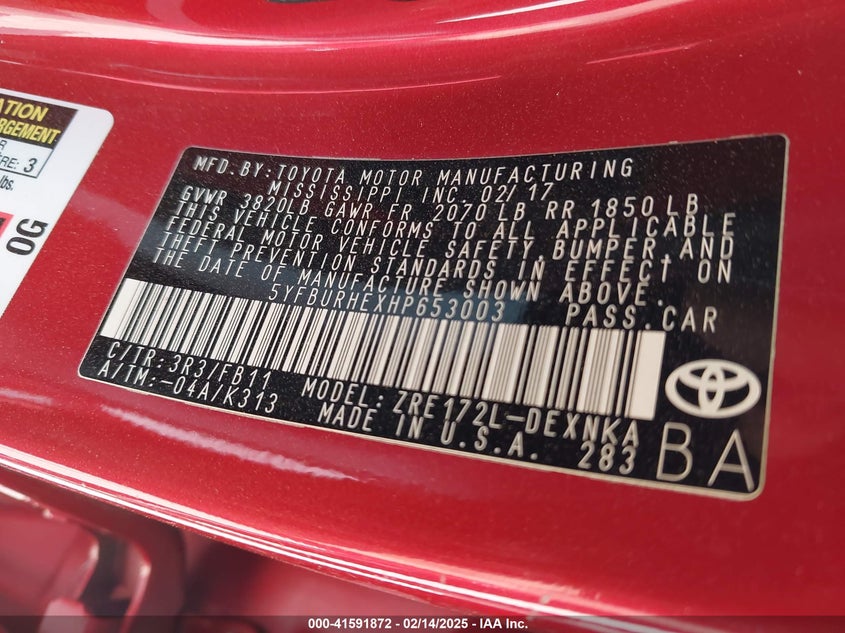 ATION
RGEMENT
R
ÈRE: 3
lbs.
0G
MFD. BY: TOYOTA MOTOR MANUFACTURING
MISSISSIPPI, INC. 02/17
GVWR 3820LB GAWR FR 2070 LB RR 1850 LB
THIS VEHICLE CONFORMS TO ALL APPLICABLE
FEDERAL MOTOR VEHICLE SAFETY, BUMPER, AND
THEFT PREVENTION STANDARDS IN EFFECT ON
THE DATE OF MANUFACTURE SHOWN ABOVE.
5YFBURHEXHP653003 PASS. CAR
C/TR: 3R3/FB11 MODEL: ZRE172L-DEXNKA
A/TM: -04A/K313 MADE IN U.S.A. 283
BA
000-41591872 — 02/14/2025 — IAA Inc.